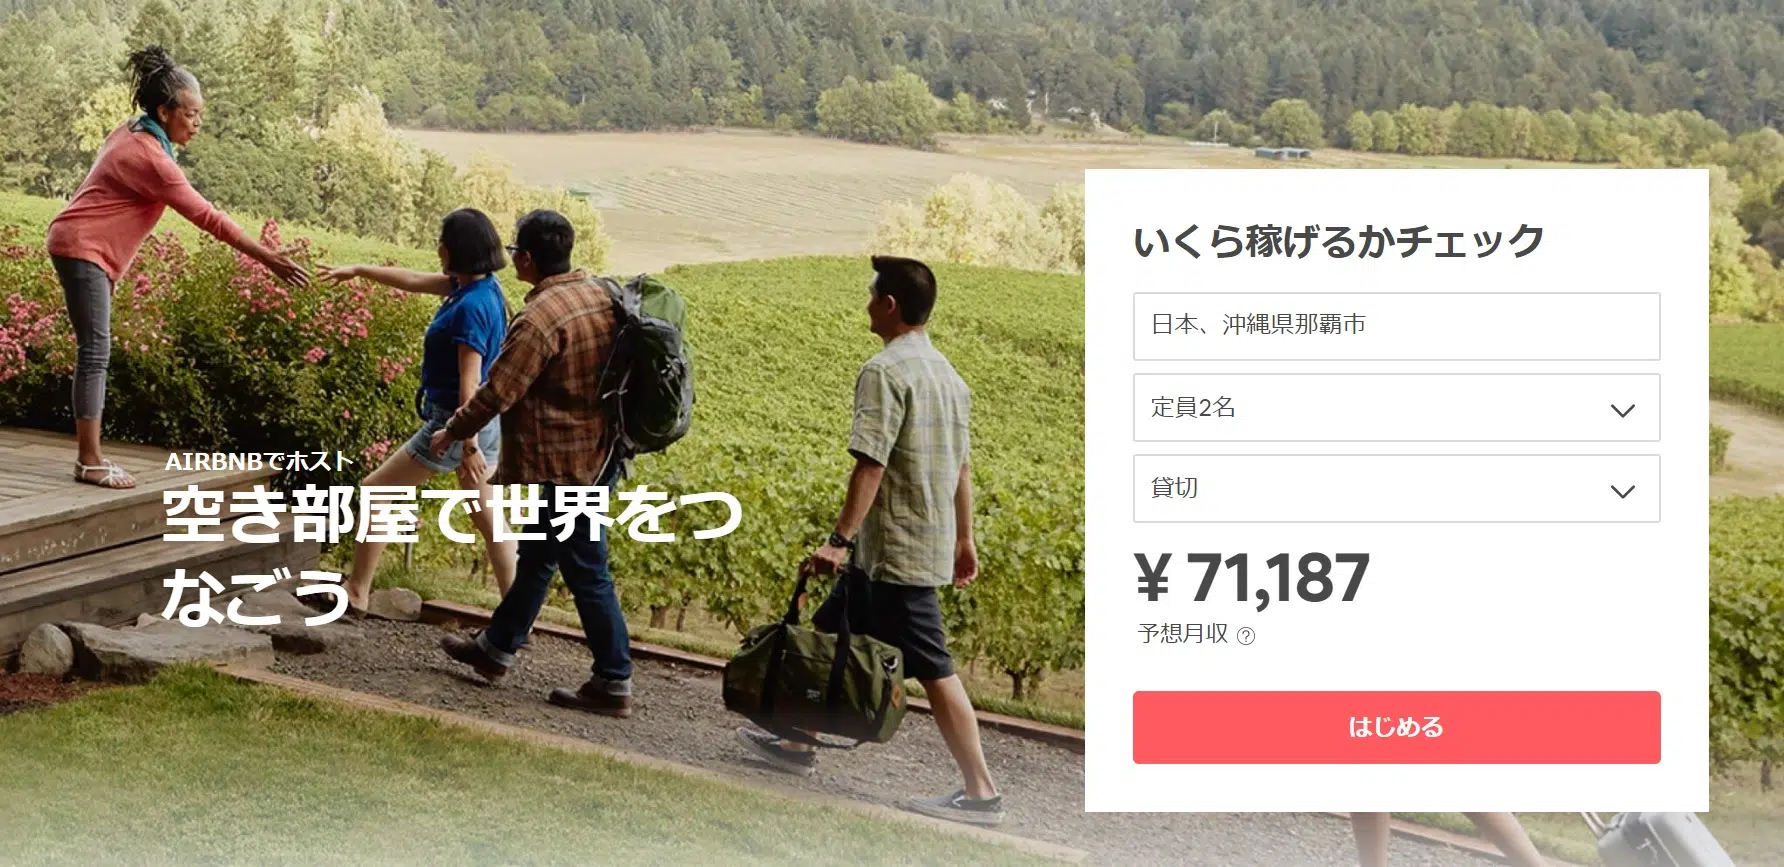 AIRBNBでホスト
空き部屋で世界をつ
なごう
いくら稼げるかチェック
日本、沖縄県那覇市
定員2名
貸切
¥ 71,187
予想月収 ?
はじめる